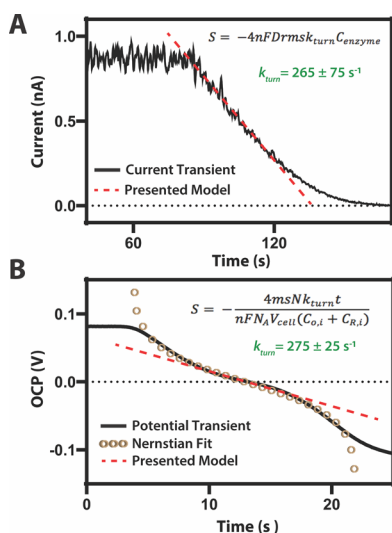 A
S = −4nFDrmsk_turn C_enzyme
k_turn = 265 ± 75 s⁻¹
1.0
0.5
0.0
Current (nA)
Current Transient
Presented Model
60
120
Time (s)
B
S = − 4msNk_turn t / nFN_A V_cell (C_o,i + C_R,i)
k_turn = 275 ± 25 s⁻¹
0.1
0.0
-0.1
OCP (V)
Potential Transient
Nernstian Fit
Presented Model
0
10
20
Time (s )